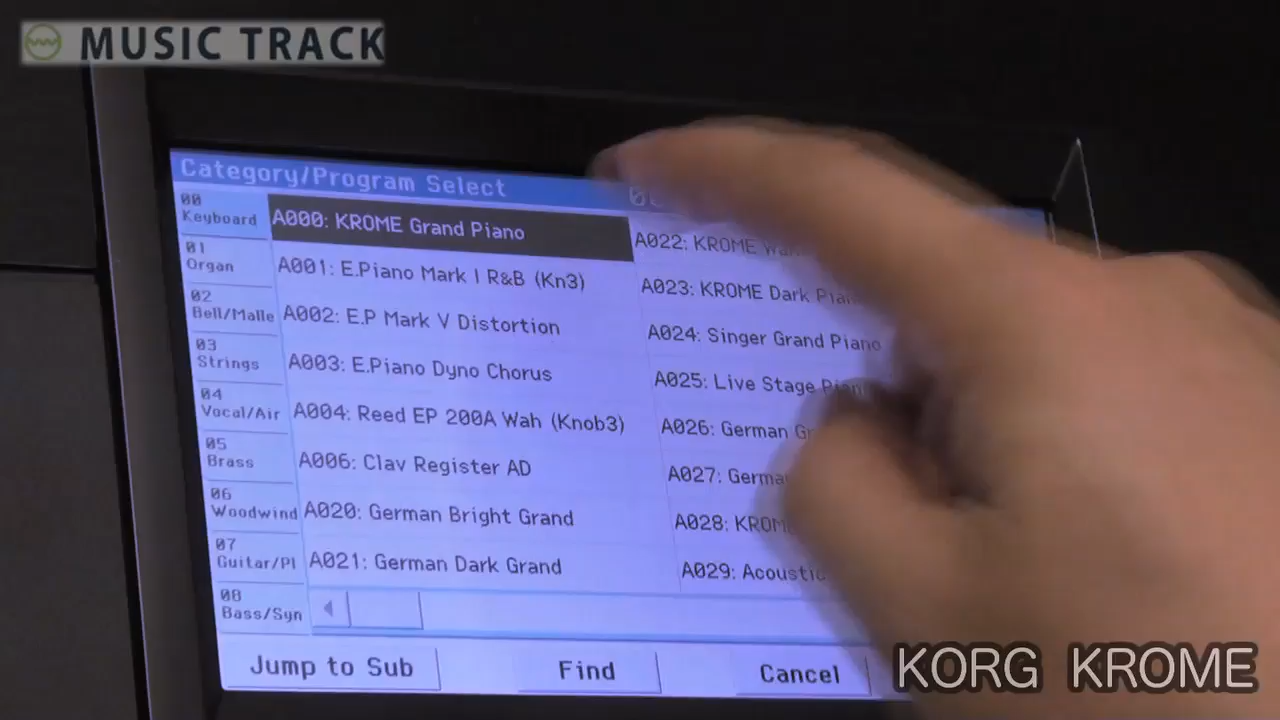 MUSIC TRACK
Category/Program Select
00
Keyboard
01
Organ
02
Bell/Malle
03
Strings
04
Vocal/Air
05
Brass
06
Woodwind
07
Guitar/Pl
08
Bass/Syn
A000: KROME Grand Piano
A001: E.Piano Mark I R&B (Kn3)
A002: E.P Mark V Distortion
A003: E.Piano Dyno Chorus
A004: Reed EP 200A Wah (Knob3)
A006: Clav Register AD
A020: German Bright Grand
A021: German Dark Grand
A022: KROME
A023: KROME Dark
A024: Singer Grand Piano
A025: Live Stage
A026: German
A027:
A028:
A029:
Jump to Sub
Find
Cancel
KORG KROME